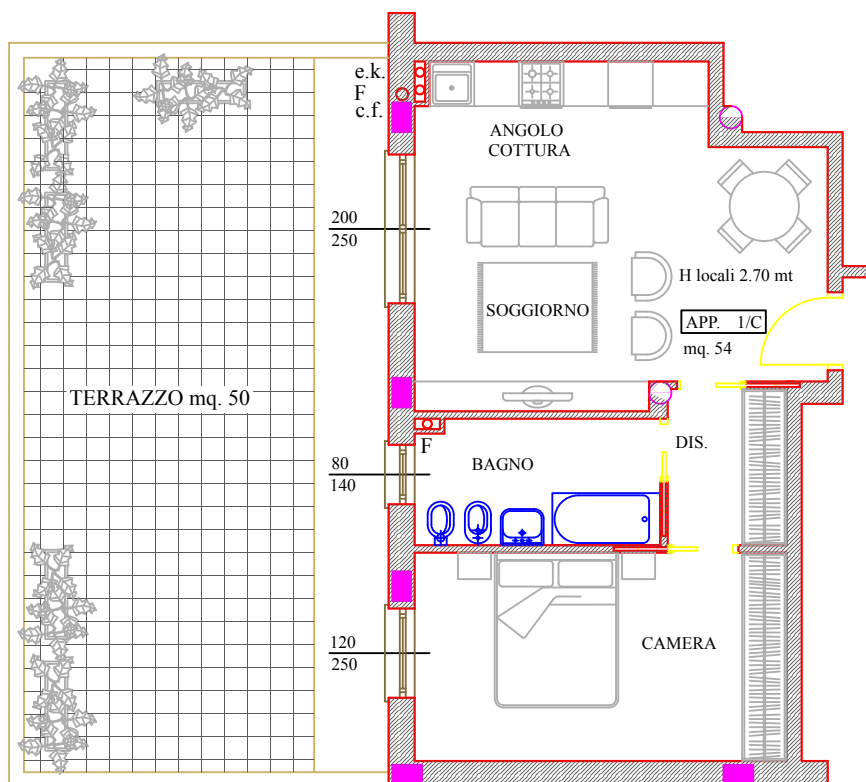 e.k.
F
c.f.
ANGOLO
COTTURA
200
250
H locali 2.70 mt
SOGGIORNO
APP. 1/C
mq. 54
TERRAZZO mq. 50
F
DIS.
80
140
BAGNO
120
250
CAMERA